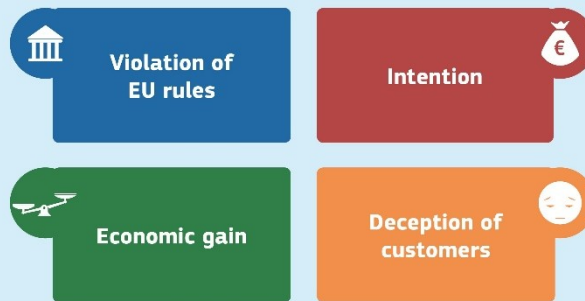 Violation of
EU rules
Intention
€
Economic gain
Deception of
customers